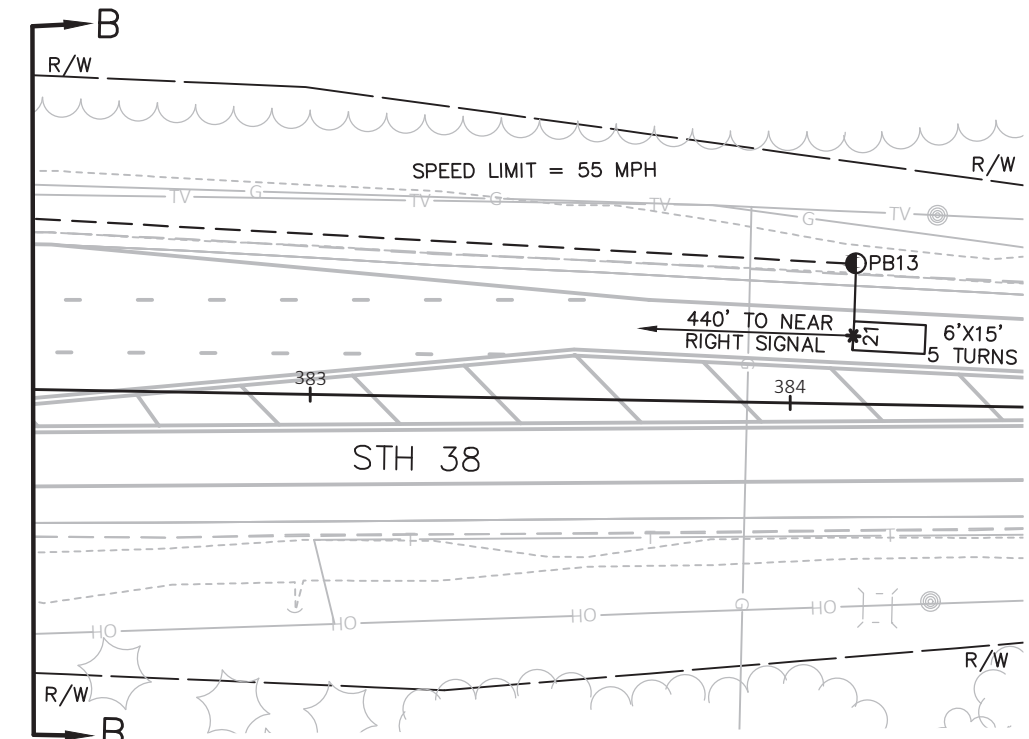 B
R/W
R/W
SPEED LIMIT = 55 MPH
G
TV
TV
G
TV
G
TV
PB13
440' TO NEAR
RIGHT SIGNAL
21
6'X15'
5 TURNS
G
383
384
STH 38
T
T
T
G
HO
HO
HO
HO
R/W
R/W
B